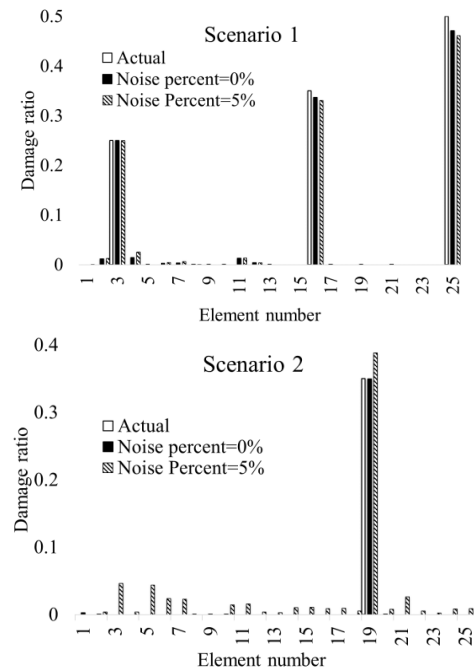 Scenario 1
Actual
Noise percent=0%
Noise Percent=5%
Damage ratio
0.5
0.4
0.3
0.2
0.1
0
1 3 5 7 9 11 13 15 17 19 21 23 25
Element number
Scenario 2
Actual
Noise percent=0%
Noise Percent=5%
Damage ratio
0.4
0.3
0.2
0.1
0
1 3 5 7 9 11 13 15 17 19 21 23 25
Element number